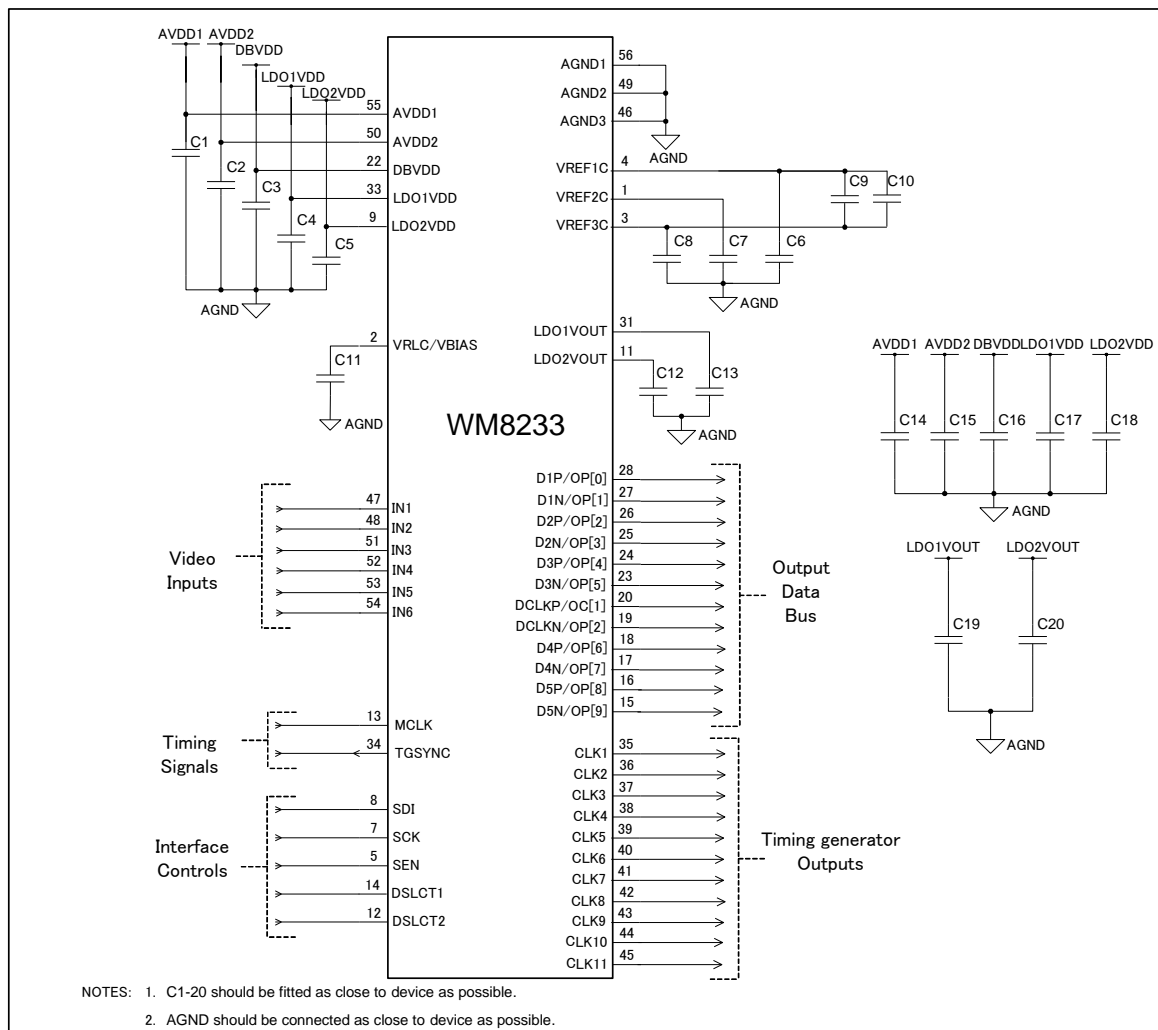 AVDD1 AVDD2
DBVDD
LDO1VDD
LDO2VDD
55 AVDD1
50 AVDD2
22 DBVDD
33 LDO1VDD
9 LDO2VDD
C1
C2
C3
C4
C5
AGND
2 VRLC/VBIAS
C11
AGND
WM8233
AGND1 56
AGND2 49
AGND3 46
AGND
VREF1C 4
VREF2C 1
VREF3C 3
C9 C10
C8 C7 C6
AGND
LDO1VOUT 31
LDO2VOUT 11
C12 C13
AGND
AVDD1 AVDD2 DBVDD LDO1VDD LDO2VDD
C14 C15 C16 C17 C18
AGND
LDO1VOUT LDO2VOUT
C19 C20
AGND
Video
Inputs
47 IN1
48 IN2
51 IN3
52 IN4
53 IN5
54 IN6
Timing
Signals
13 MCLK
34 TGSYNC
Interface
Controls
8 SDI
7 SCK
5 SEN
14 DSLCT1
12 DSLCT2
D1P/OP[0] 28
D1N/OP[1] 27
D2P/OP[2] 26
D2N/OP[3] 25
D3P/OP[4] 24
D3N/OP[5] 23
DCLKP/OC[1] 20
DCLKN/OP[2] 19
D4P/OP[6] 18
D4N/OP[7] 17
D5P/OP[8] 16
D5N/OP[9] 15
Output
Data
Bus
CLK1 35
CLK2 36
CLK3 37
CLK4 38
CLK5 39
CLK6 40
CLK7 41
CLK8 42
CLK9 43
CLK10 44
CLK11 45
Timing generator
Outputs
NOTES: 1. C1-20 should be fitted as close to device as possible.
2. AGND should be connected as close to device as possible.